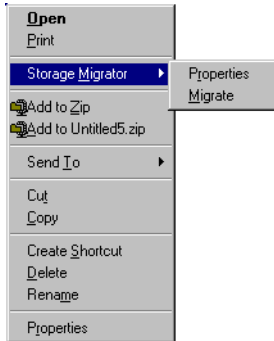 Open
Print
Storage Migrator
Properties
Migrate
Add to Zip
Add to Untitled5.zip
Send To
Cut
Copy
Create Shortcut
Delete
Rename
Properties